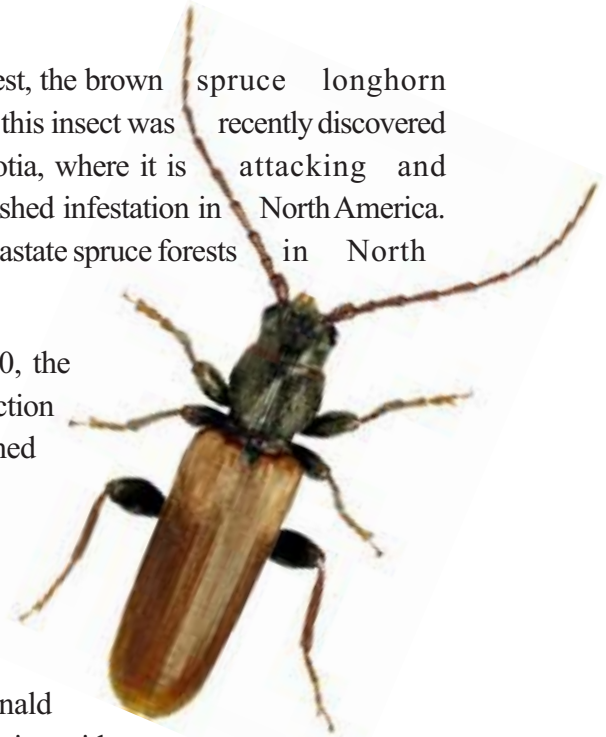 est, the brown spruce longhorn
this insect was recently discovered
otia, where it is attacking and
shed infestation in North America.
astate spruce forests in North
0, the
ction
ned
nald